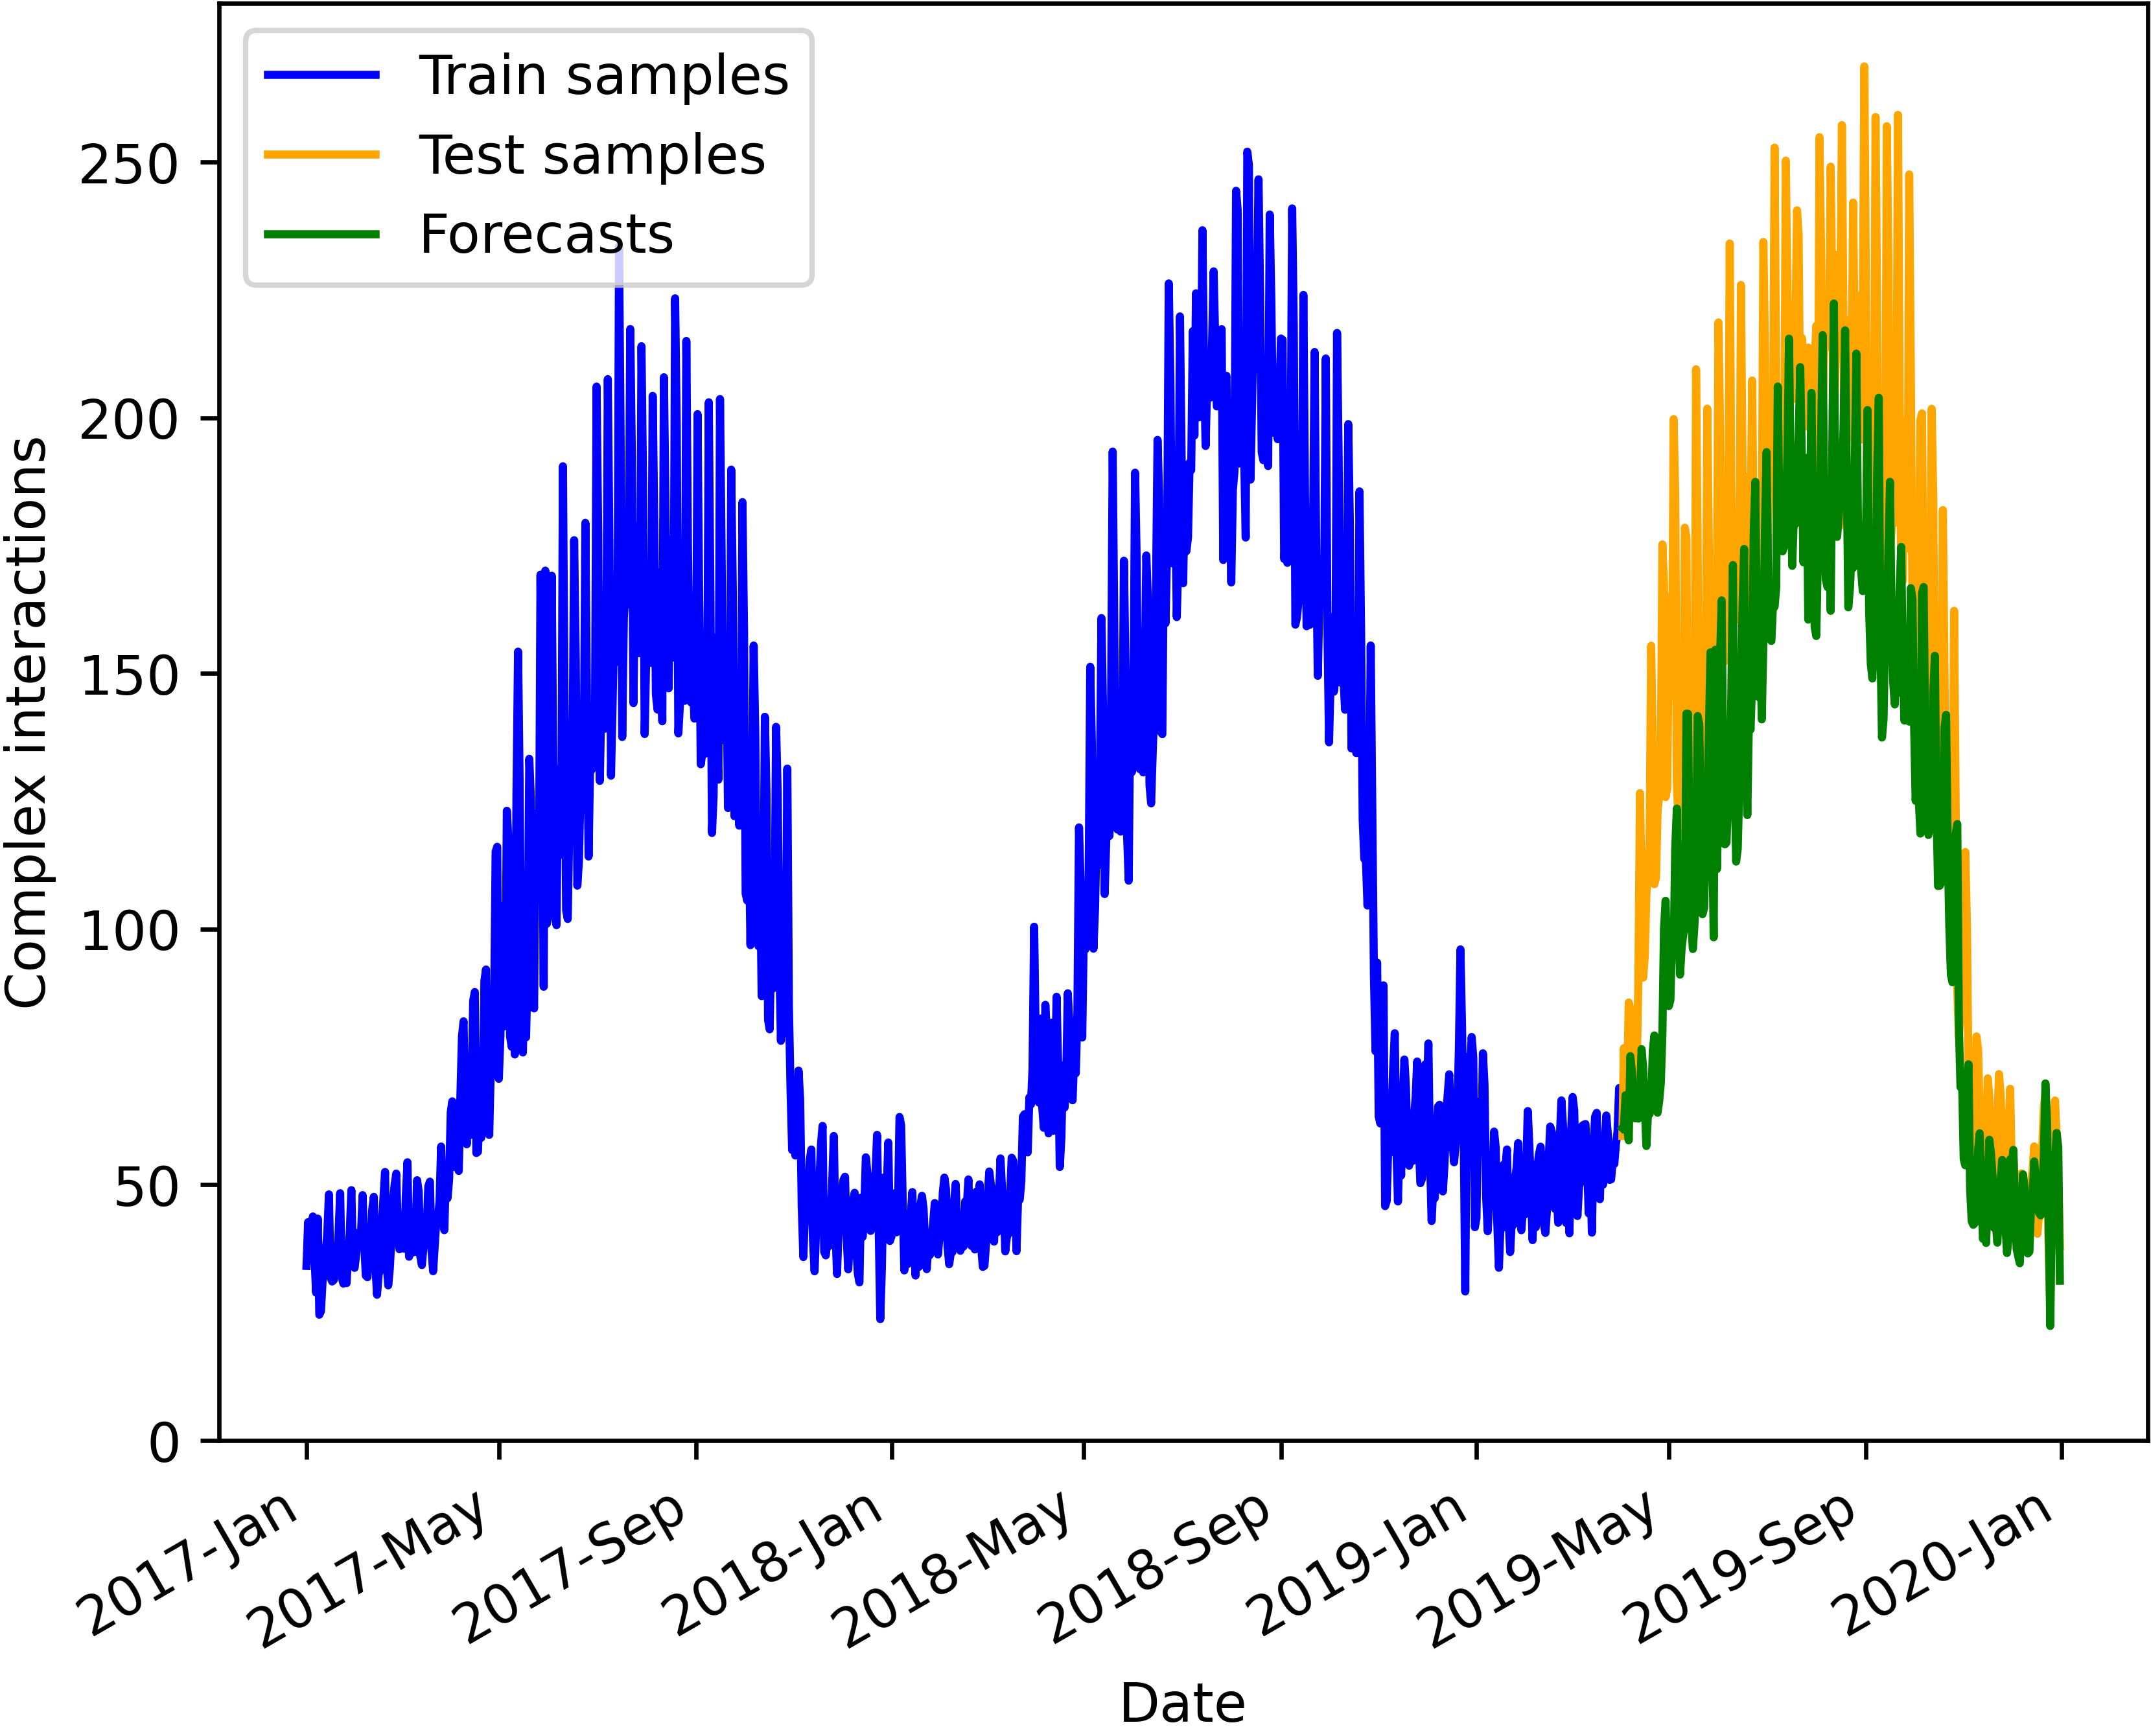 Train samples
Test samples
Forecasts
250
200
150
100
50
0
Complex interactions
2017-Jan
2017-May
2017-Sep
2018-Jan
2018-May
2018-Sep
2019-Jan
2019-May
2019-Sep
2020-Jan
Date